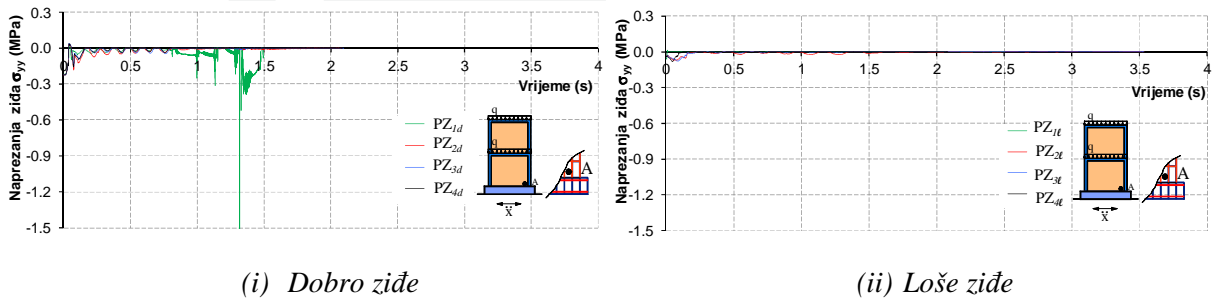 Naprezanja ziđa σyy (MPa)
0.3
0.0
-0.3
-0.6
-0.9
-1.2
-1.5
0 0.5 1 1.5 2 2.5 3 3.5 4
Vrijeme (s)
PZ1d
PZ2d
PZ3d
PZ4d
q
q
A
ẍ
A
(i) Dobro ziđe
Naprezanja ziđa σyy (MPa)
0.3
0.0
-0.3
-0.6
-0.9
-1.2
-1.5
0 0.5 1 1.5 2 2.5 3 3.5 4
Vrijeme (s)
PZ1ℓ
PZ2ℓ
PZ3ℓ
PZ4ℓ
q
q
A
ẍ
A
(ii) Loše ziđe